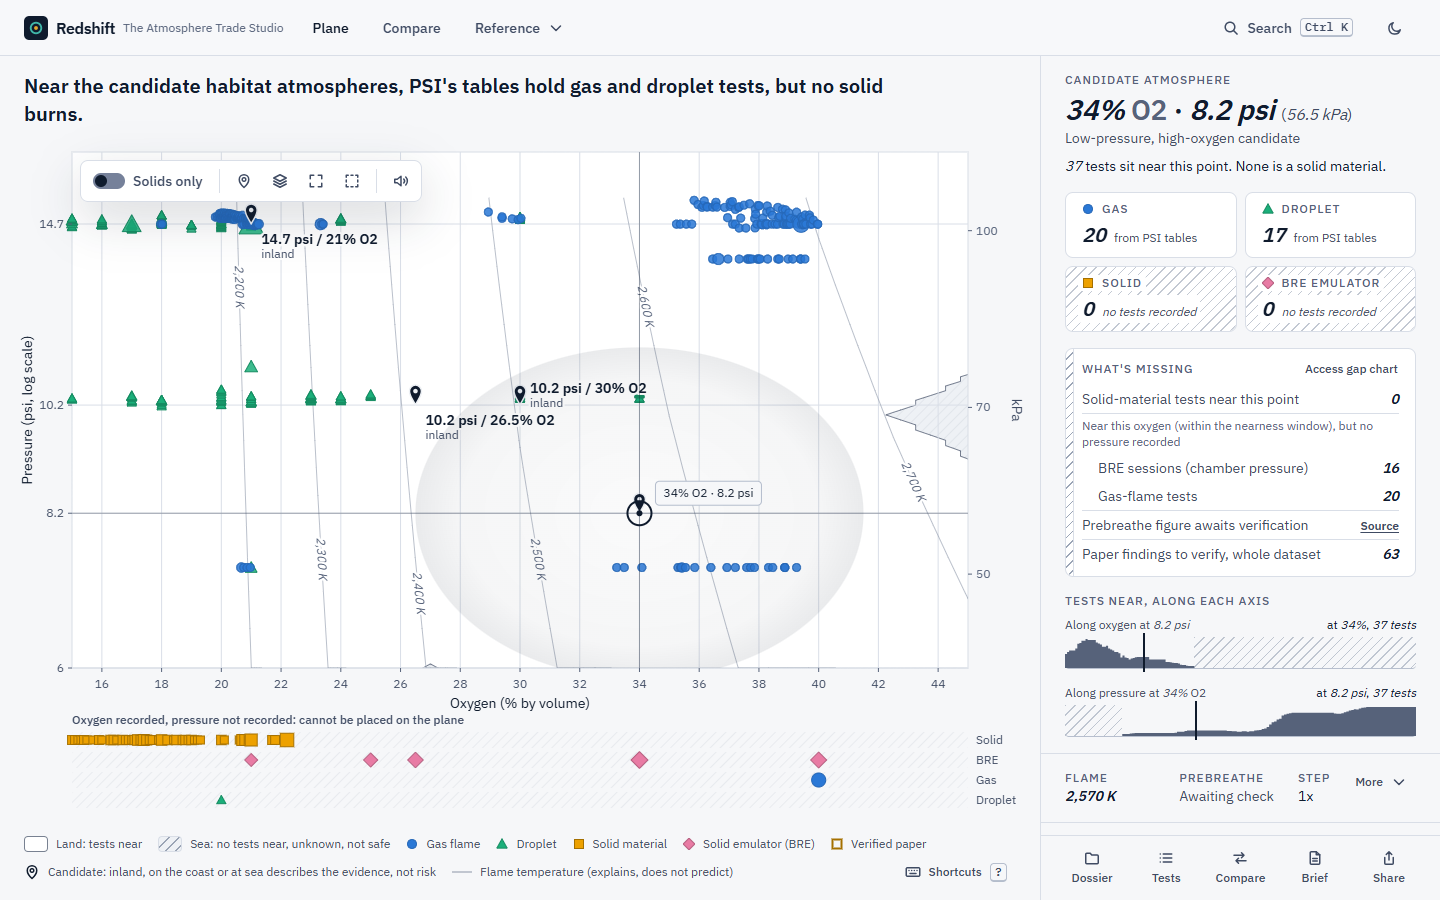 Redshift The Atmosphere Trade Studio Plane Compare Reference Search Ctrl K
Near the candidate habitat atmospheres, PSI's tables hold gas and droplet tests, but no solid
burns.
Solids only
14.7
10.2
8.2
6
Pressure (psi, log scale)
14.7 psi / 21% O2
inland
10.2 psi / 30% O2
inland
10.2 psi / 26.5% O2
inland
34% O2 · 8.2 psi
2,200 K
2,300 K
2,400 K
2,500 K
2,600 K
2,700 K
100
70
50
kPa
16 18 20 22 24 26 28 30 32 34 36 38 40 42 44
Oxygen (% by volume)
Oxygen recorded, pressure not recorded: cannot be placed on the plane
Solid
BRE
Gas
Droplet
Land: tests near Sea: no tests near, unknown, not safe Gas flame Droplet Solid material Solid emulator (BRE) Verified paper
Candidate: inland, on the coast or at sea describes the evidence, not risk Flame temperature (explains, does not predict) Shortcuts ?
CANDIDATE ATMOSPHERE
34% O2 · 8.2 psi (56.5 kPa)
Low-pressure, high-oxygen candidate
37 tests sit near this point. None is a solid material.
GAS
20 from PSI tables
DROPLET
17 from PSI tables
SOLID
0 no tests recorded
BRE EMULATOR
0 no tests recorded
WHAT'S MISSING Access gap chart
Solid-material tests near this point 0
Near this oxygen (within the nearness window), but no
pressure recorded
BRE sessions (chamber pressure) 16
Gas-flame tests 20
Prebreathe figure awaits verification Source
Paper findings to verify, whole dataset 63
TESTS NEAR, ALONG EACH AXIS
Along oxygen at 8.2 psi at 34%, 37 tests
Along pressure at 34% O2 at 8.2 psi, 37 tests
FLAME
2,570 K
PREBREATHE
Awaiting check
STEP
1x
More
Dossier Tests Compare Brief Share